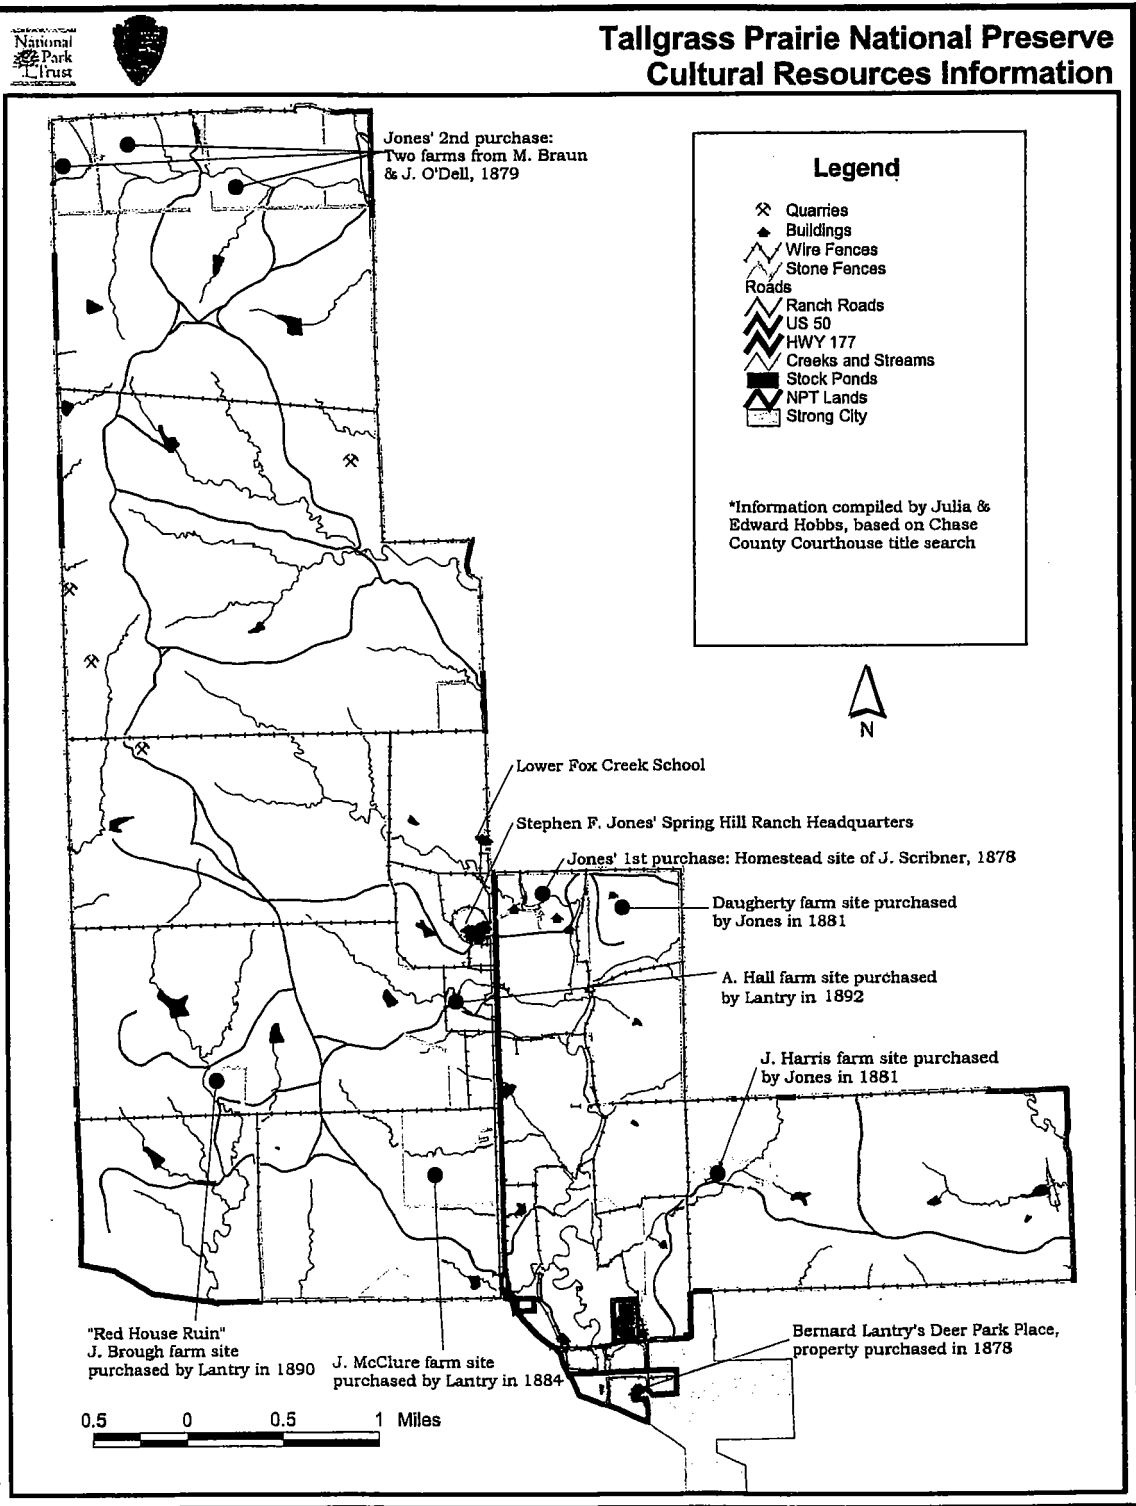 National
Park
Trust
Tallgrass Prairie National Preserve
Cultural Resources Information
Jones' 2nd purchase:
Two farms from M. Braun
& J. O'Dell, 1879
Legend
Quarries
Buildings
Wire Fences
Stone Fences
Roads
Ranch Roads
US 50
HWY 177
Creeks and Streams
Stock Ponds
NPT Lands
Strong City
*Information compiled by Julia &
Edward Hobbs, based on Chase
County Courthouse title search
N
Lower Fox Creek School
Stephen F. Jones' Spring Hill Ranch Headquarters
Jones' 1st purchase: Homestead site of J. Scribner, 1878
Daugherty farm site purchased
by Jones in 1881
A. Hall farm site purchased
by Lantry in 1892
J. Harris farm site purchased
by Jones in 1881
"Red House Ruin"
J. Brough farm site
purchased by Lantry in 1890
J. McClure farm site
purchased by Lantry in 1884
Bernard Lantry's Deer Park Place,
property purchased in 1878
0.5 0 0.5 1 Miles